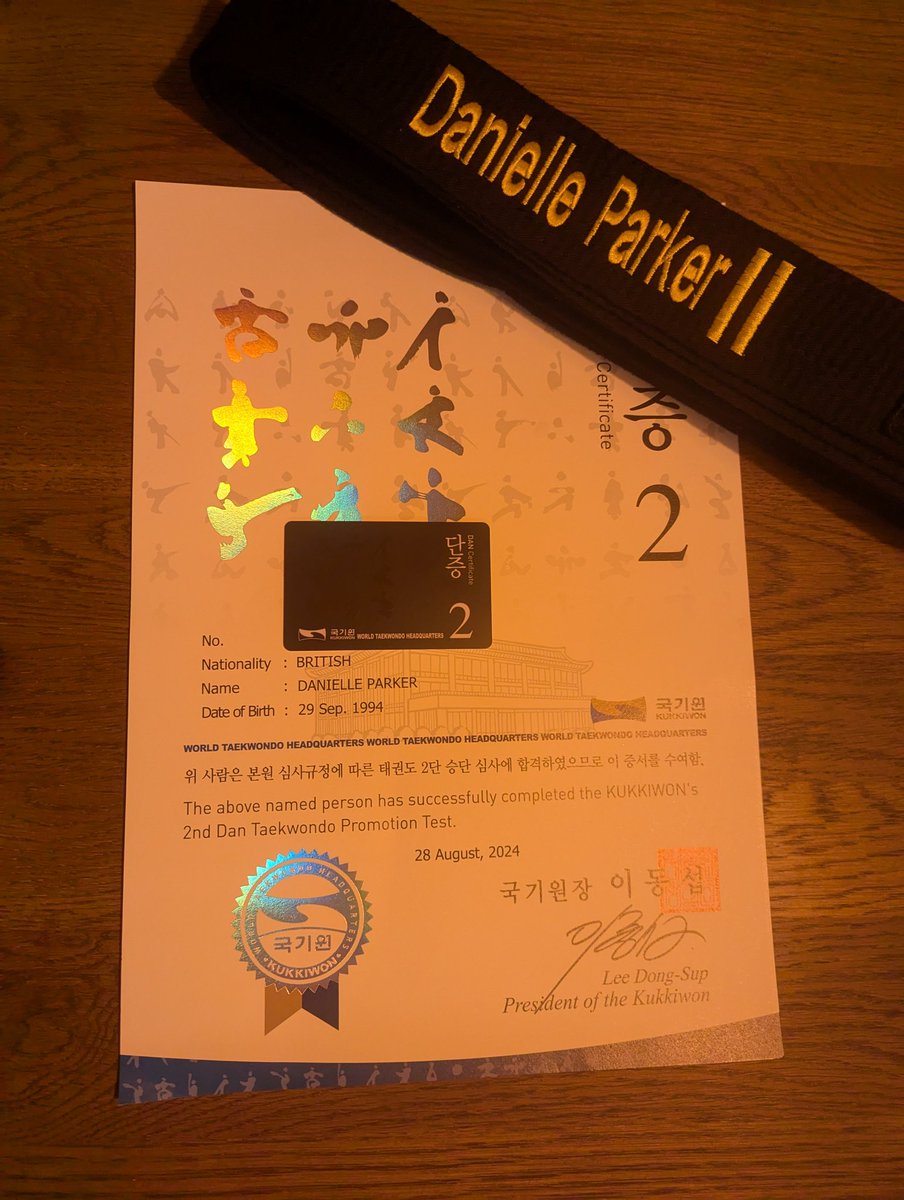 Danielle Parker II
Certificate
증
2
단증
DAN Certificate
2
국기원
KUKKIWON WORLD TAEKWONDO HEADQUARTERS
No.
Nationality : BRITISH
Name : DANIELLE PARKER
Date of Birth : 29 Sep. 1994
국기원
KUKKIWON
WORLD TAEKWONDO HEADQUARTERS WORLD TAEKWONDO HEADQUARTERS WORLD TAEKWONDO HEADQUARTERS
위 사람은 본원 심사규정에 따른 태권도 2단 승단 심사에 합격하였으므로 이 증서를 수여함.
The above named person has successfully completed the KUKKIWON's
2nd Dan Taekwondo Promotion Test.
28 August, 2024
국기원장 이동섭
WORLD TAEKWONDO HEADQUARTERS
국기원
KUKKIWON
Lee Dong-Sup
President of the Kukkiwon